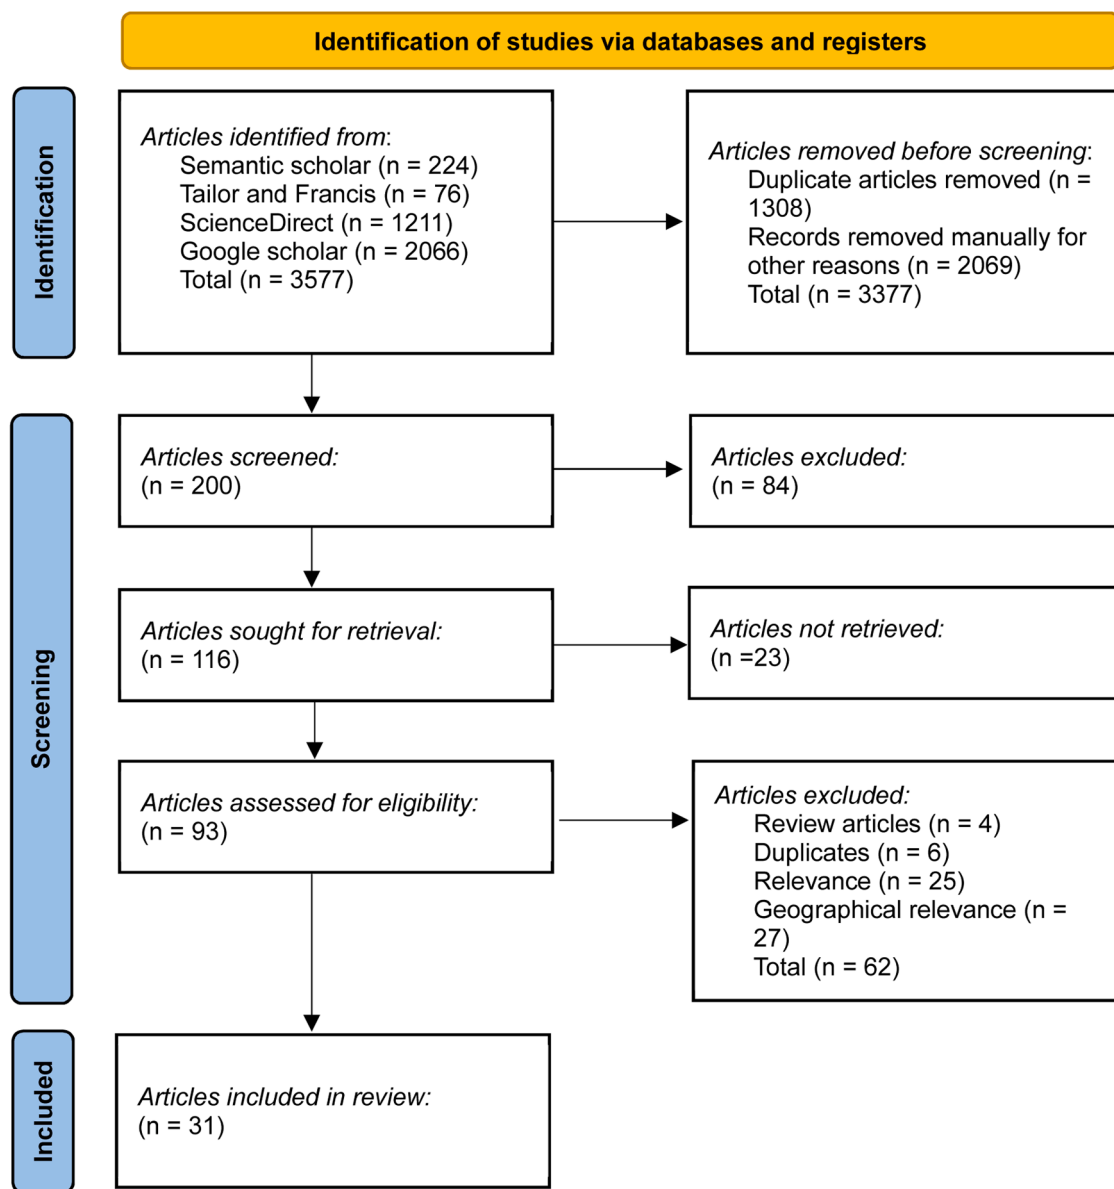 Identification of studies via databases and registers
Identification
Articles identified from:
Semantic scholar (n = 224)
Tailor and Francis (n = 76)
ScienceDirect (n = 1211)
Google scholar (n = 2066)
Total (n = 3577)
Articles removed before screening:
Duplicate articles removed (n =
1308)
Records removed manually for
other reasons (n = 2069)
Total (n = 3377)
Screening
Articles screened:
(n = 200)
Articles excluded:
(n = 84)
Articles sought for retrieval:
(n = 116)
Articles not retrieved:
(n =23)
Articles assessed for eligibility:
(n = 93)
Articles excluded:
Review articles (n = 4)
Duplicates (n = 6)
Relevance (n = 25)
Geographical relevance (n =
27)
Total (n = 62)
Included
Articles included in review:
(n = 31)